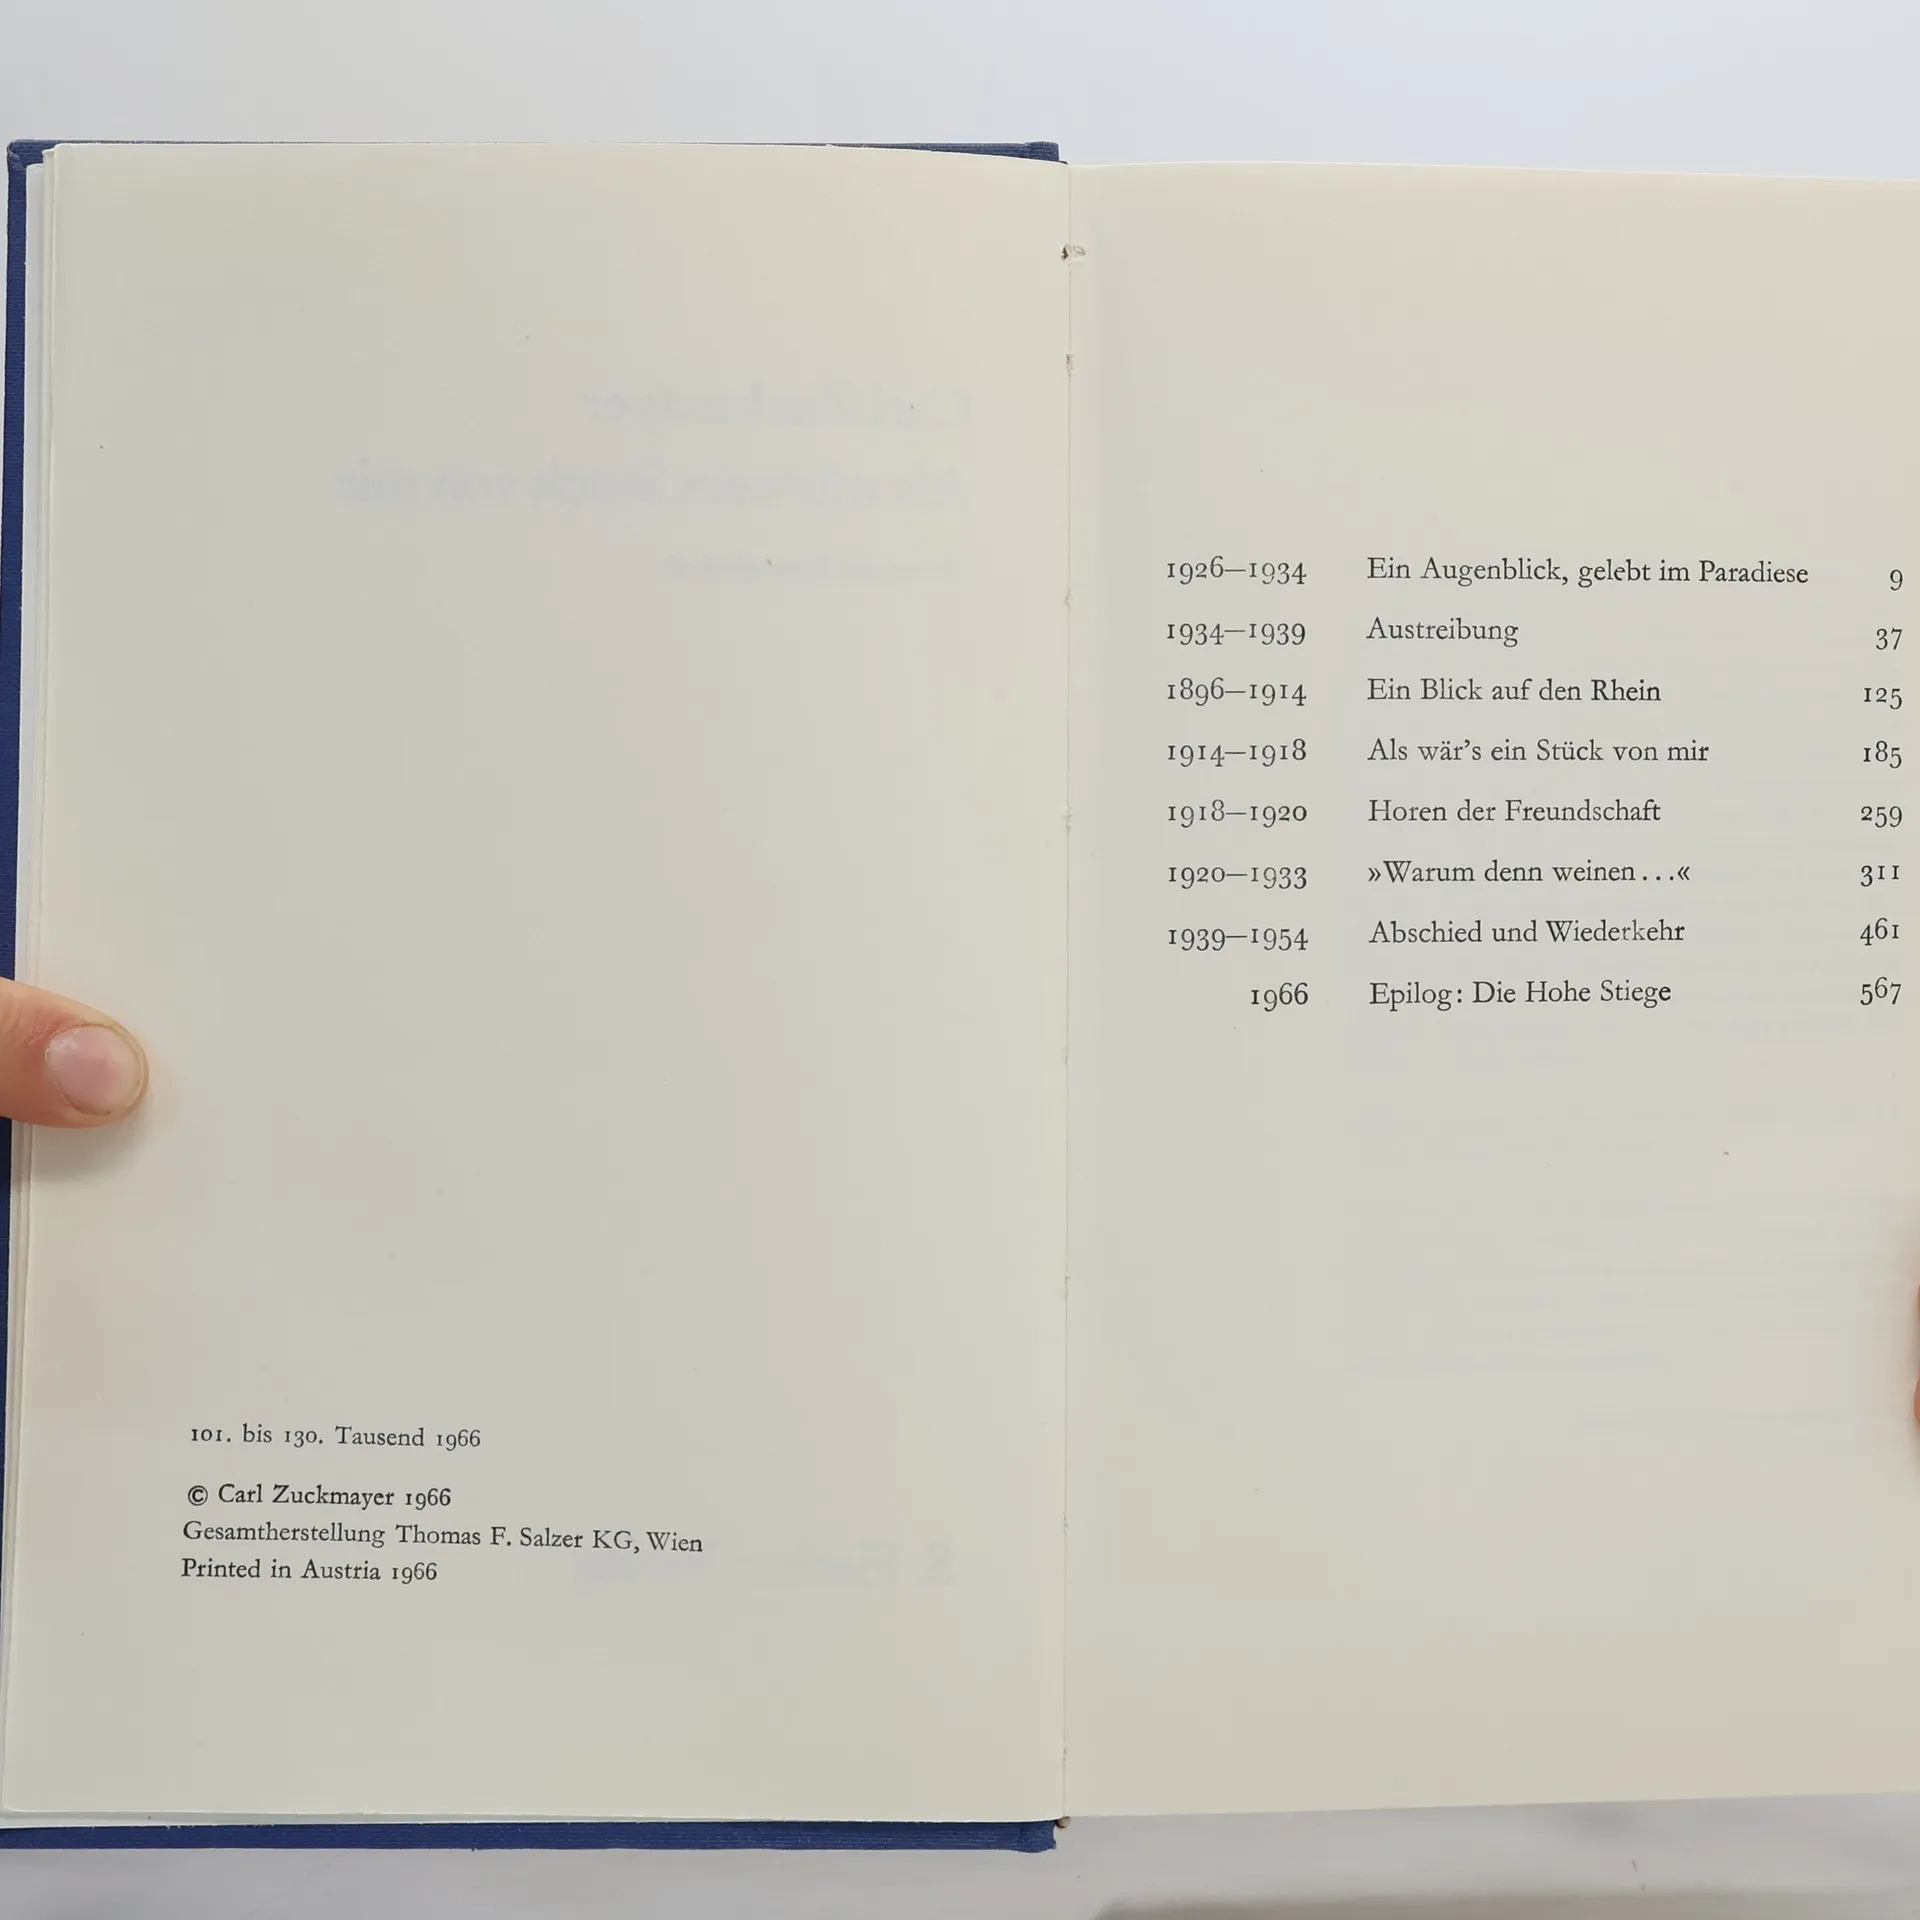 101. bis 130. Tausend 1966
© Carl Zuckmayer 1966
Gesamtherstellung Thomas F. Salzer KG, Wien
Printed in Austria 1966
1926—1934 Ein Augenblick, gelebt im Paradiese 9
1934—1939 Austreibung 37
1896—1914 Ein Blick auf den Rhein 125
1914—1918 Als wär's ein Stück von mir 185
1918—1920 Horen der Freundschaft 259
1920—1933 »Warum denn weinen...« 311
1939—1954 Abschied und Wiederkehr 461
1966 Epilog: Die Hohe Stiege 567